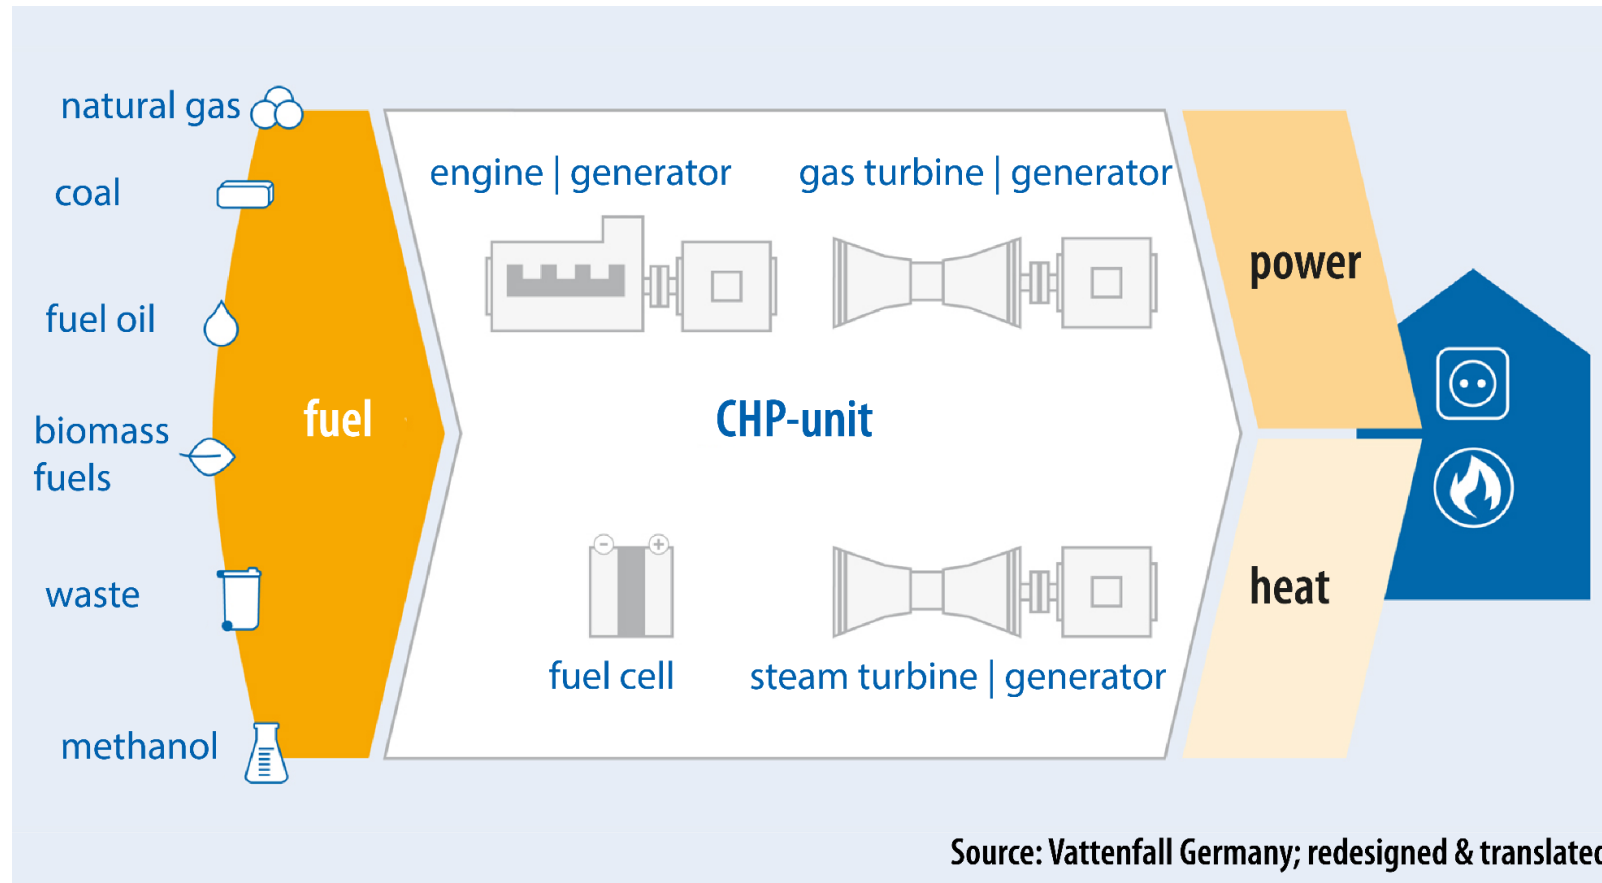 natural gas
coal
fuel oil
biomass
fuels
waste
methanol
fuel
engine | generator
gas turbine | generator
CHP-unit
fuel cell
steam turbine | generator
power
heat
Source: Vattenfall Germany; redesigned & translated